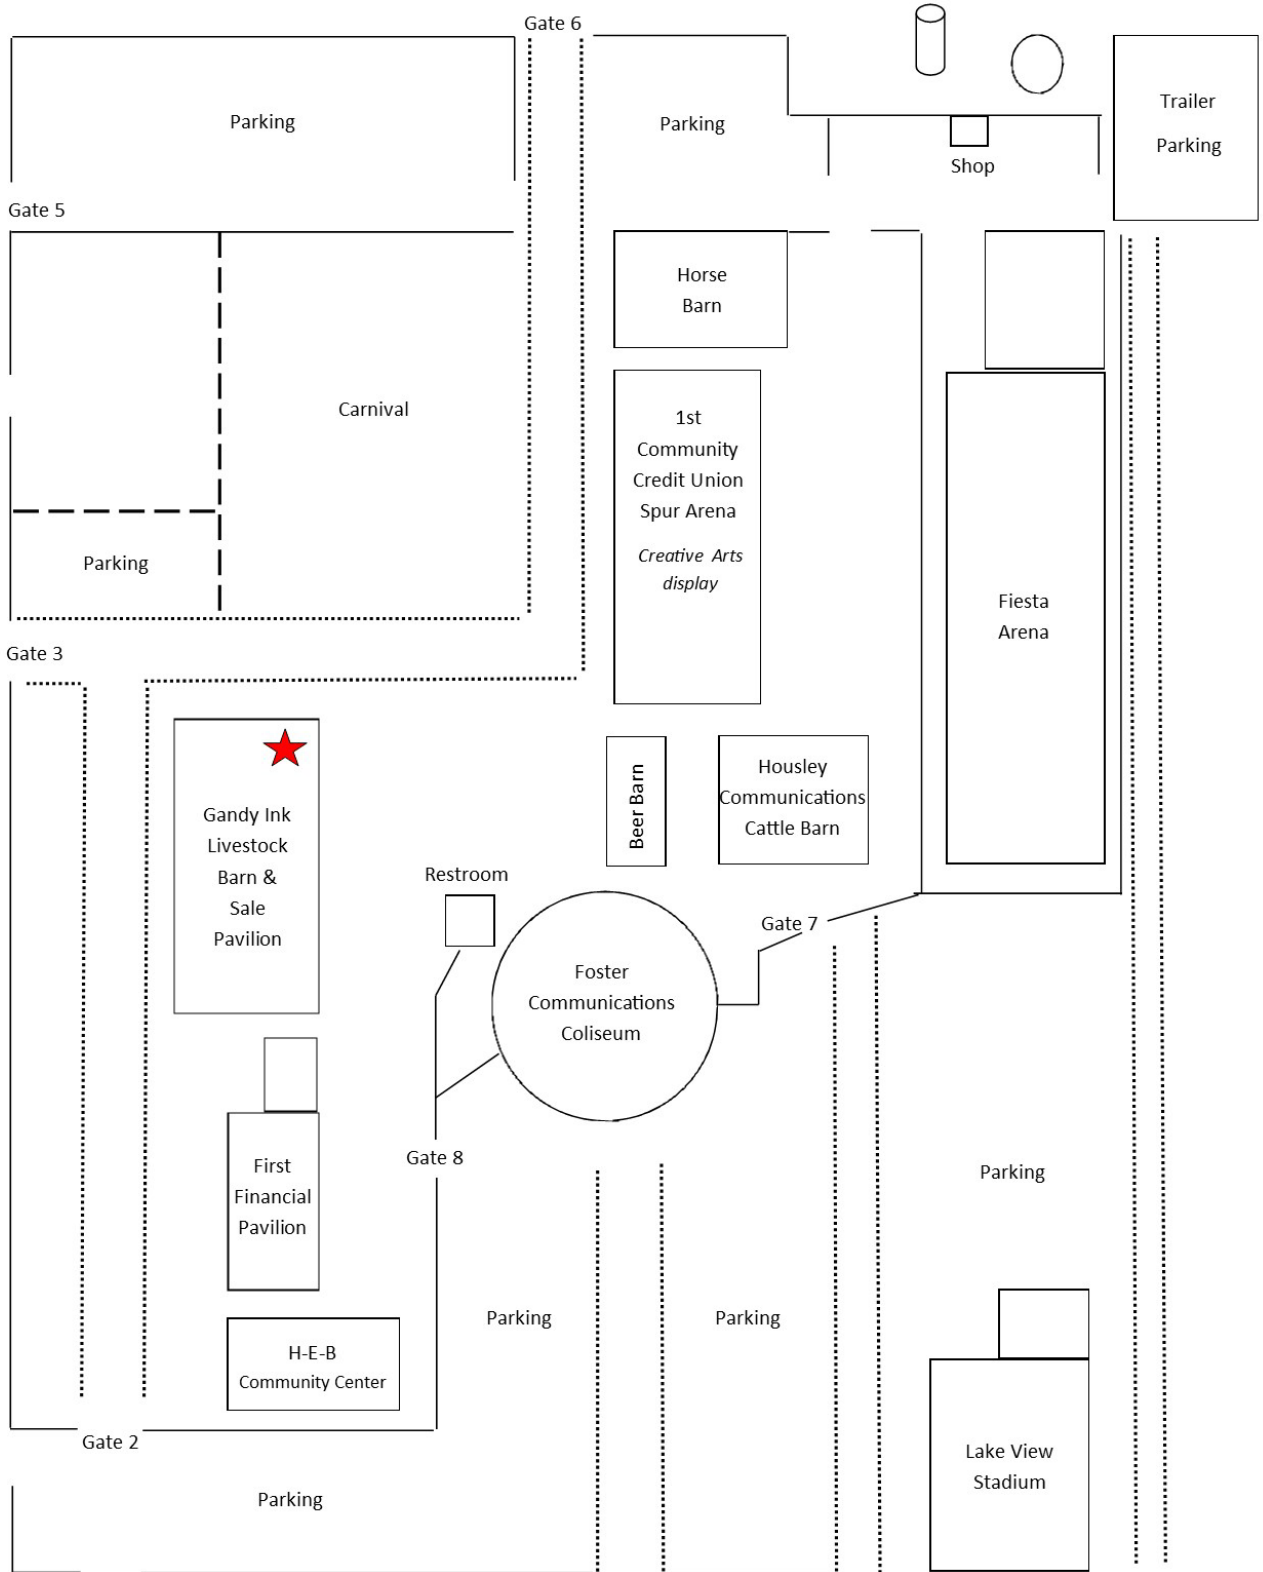 Gate 6
Parking
Parking
Trailer
Parking
Shop
Gate 5
Horse
Barn
Carnival
1st
Community
Credit Union
Spur Arena
Creative Arts
display
Parking
Fiesta
Arena
Gate 3
Gandy Ink
Livestock
Barn &
Sale
Pavilion
Beer Barn
Housley
Communications
Cattle Barn
Restroom
Gate 7
Foster
Communications
Coliseum
Gate 8
First
Financial
Pavilion
Parking
Parking
Parking
H-E-B
Community Center
Gate 2
Parking
Lake View
Stadium